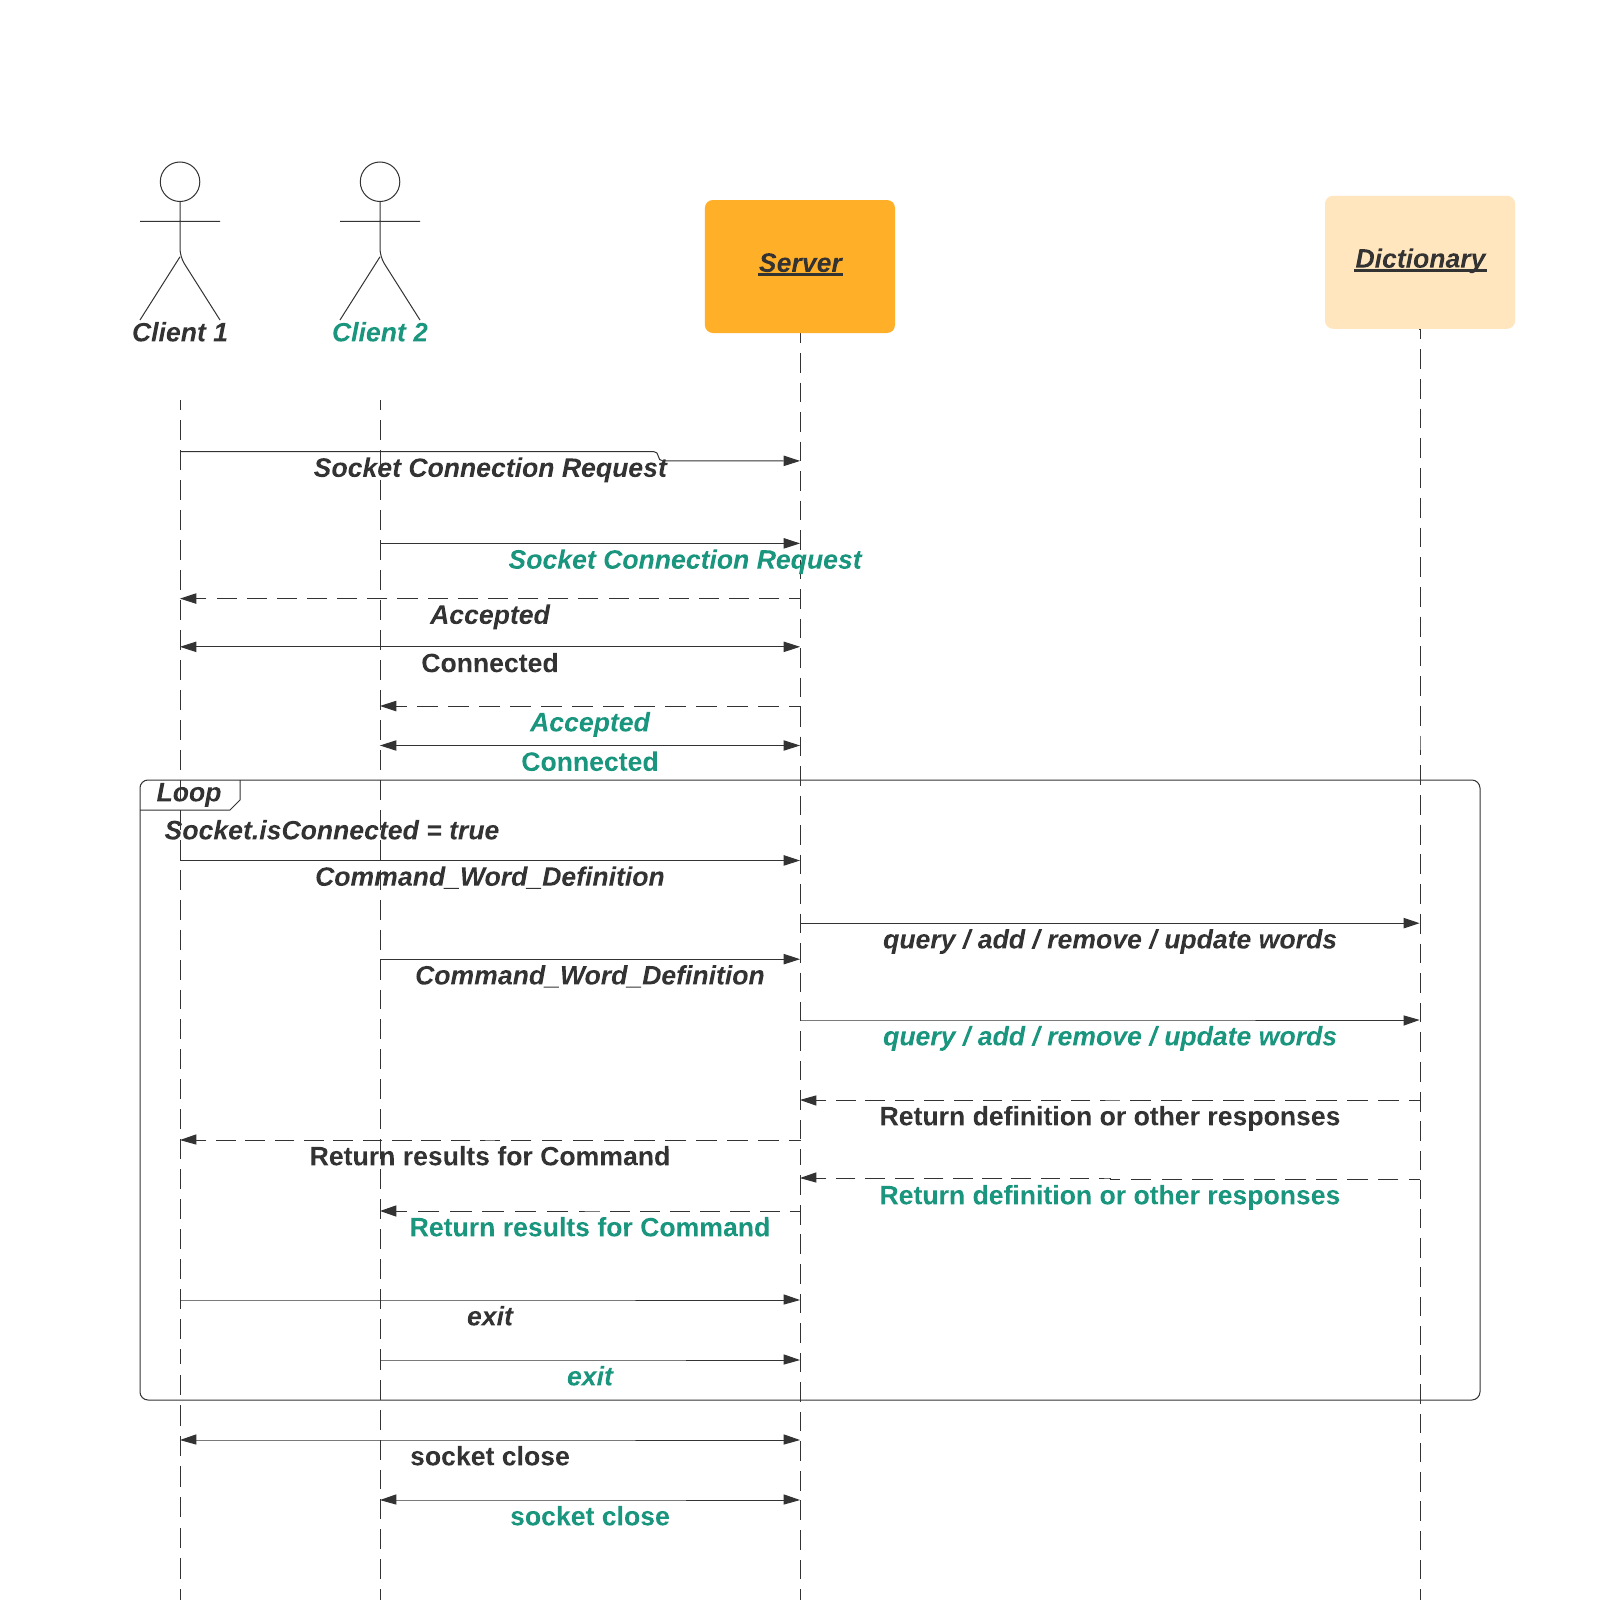 Client 1
Client 2
Server
Dictionary
Socket Connection Request
Socket Connection Request
Accepted
Connected
Accepted
Connected
Loop
Socket.isConnected = true
Command_Word_Definition
query / add / remove / update words
Command_Word_Definition
query / add / remove / update words
Return definition or other responses
Return results for Command
Return definition or other responses
Return results for Command
exit
exit
socket close
socket close